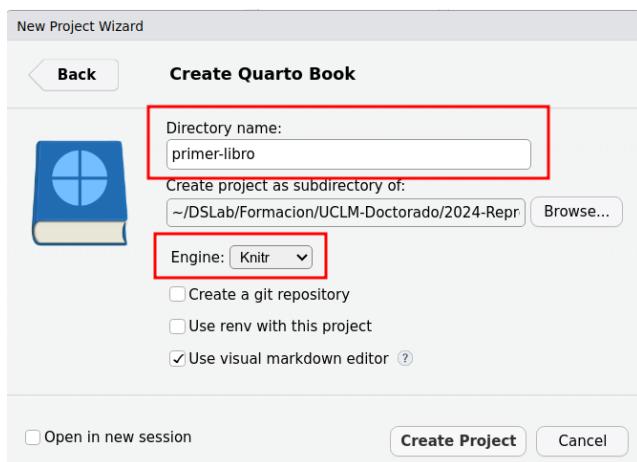 New Project Wizard
Back
Create Quarto Book
Directory name:
primer-libro
Create project as subdirectory of:
~/DSLab/Formacion/UCLM-Doctorado/2024-Repr
Browse...
Engine: Knitr
Create a git repository
Use renv with this project
Use visual markdown editor ?
Open in new session
Create Project
Cancel